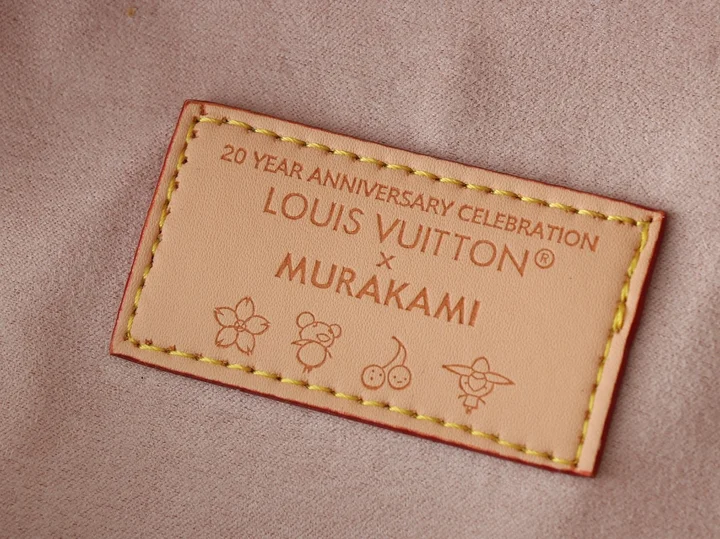 20 YEAR ANNIVERSARY CELEBRATION
LOUIS VUITTON®
x
MURAKAMI